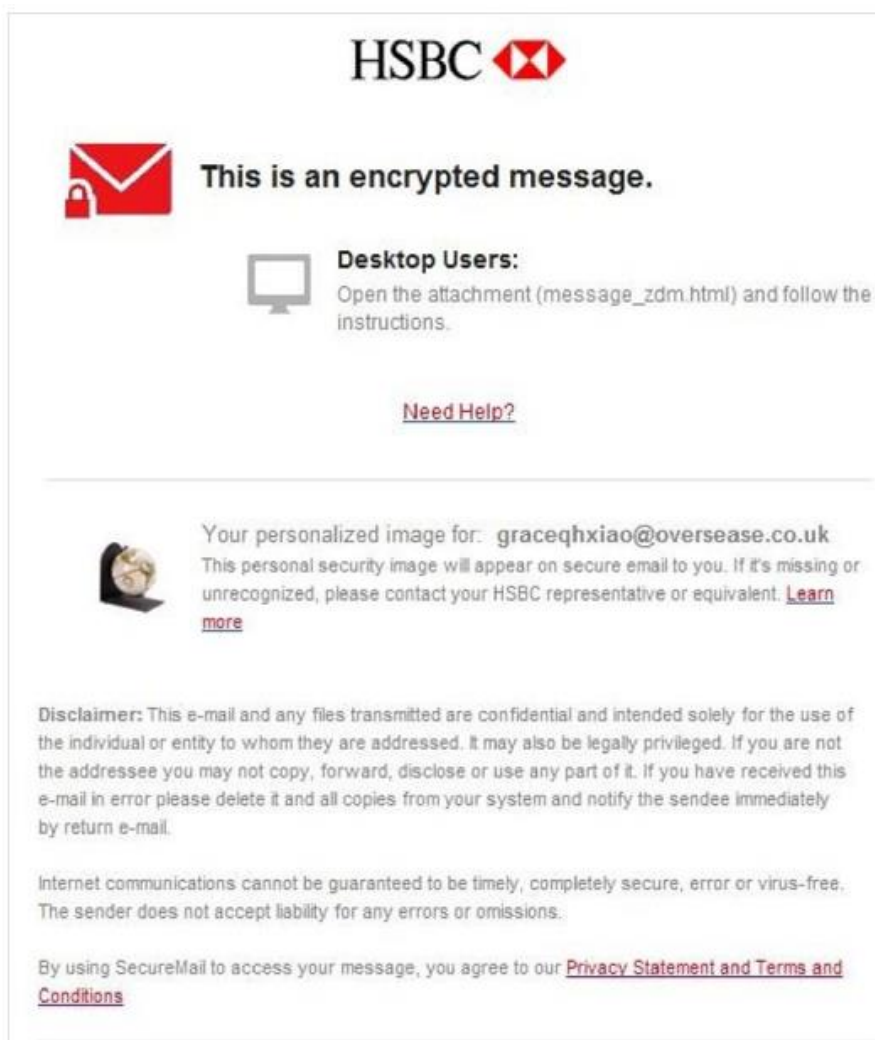 HSBC
This is an encrypted message.
Desktop Users:
Open the attachment (message_zdm.html) and follow the
instructions.
Need Help?
Your personalized image for: graceqhxiao@oversease.co.uk
This personal security image will appear on secure email to you. If it's missing or
unrecognized, please contact your HSBC representative or equivalent. Learn
more
Disclaimer: This e-mail and any files transmitted are confidential and intended solely for the use of
the individual or entity to whom they are addressed. It may also be legally privileged. If you are not
the addressee you may not copy, forward, disclose or use any part of it. If you have received this
e-mail in error please delete it and all copies from your system and notify the sendee immediately
by return e-mail.
Internet communications cannot be guaranteed to be timely, completely secure, error or virus-free.
The sender does not accept liability for any errors or omissions.
By using SecureMail to access your message, you agree to our Privacy Statement and Terms and
Conditions